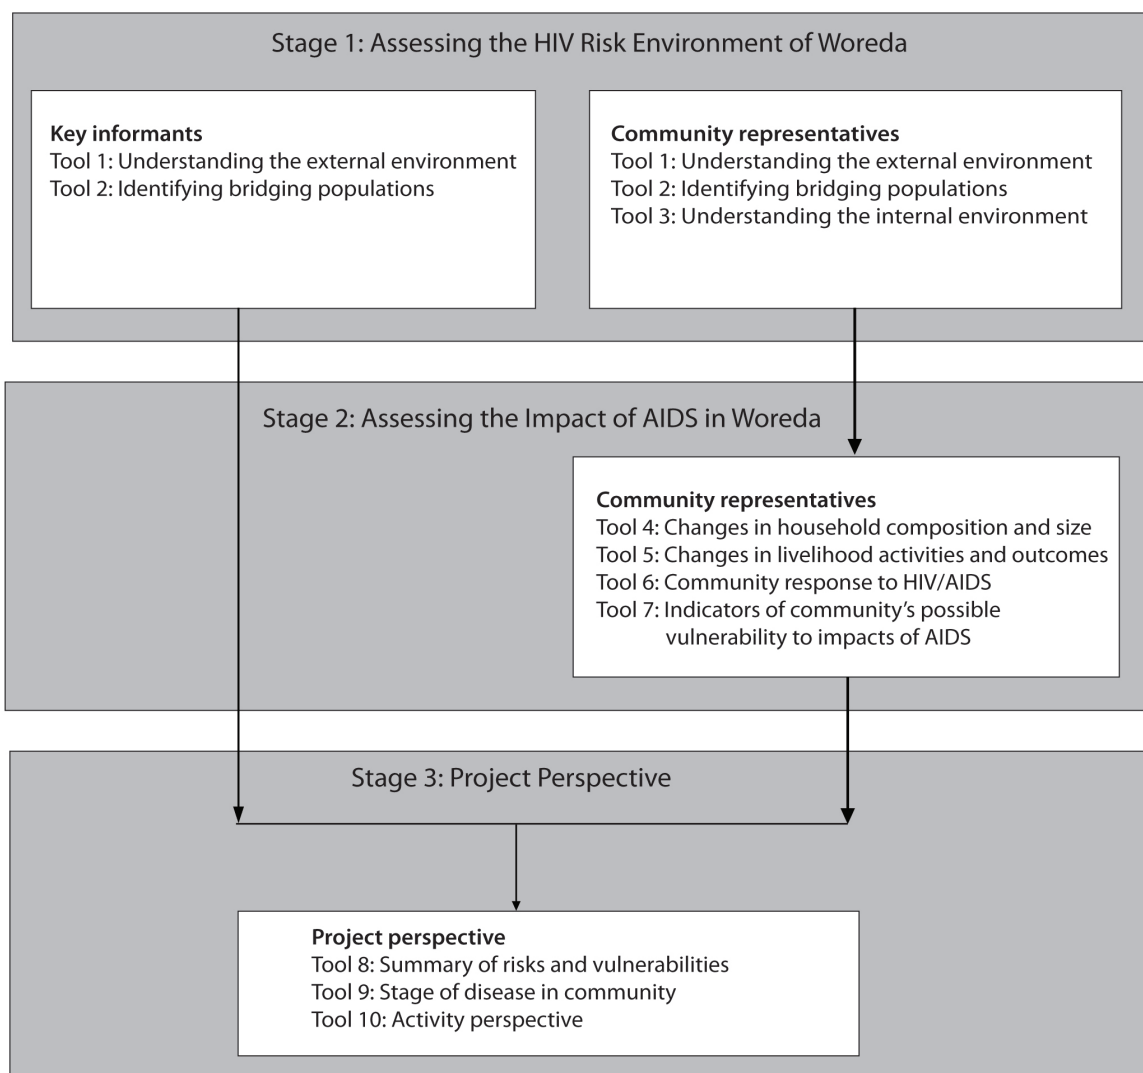 Stage 1: Assessing the HIV Risk Environment of Woreda
Key informants
Tool 1: Understanding the external environment
Tool 2: Identifying bridging populations
Community representatives
Tool 1: Understanding the external environment
Tool 2: Identifying bridging populations
Tool 3: Understanding the internal environment
Stage 2: Assessing the Impact of AIDS in Woreda
Community representatives
Tool 4: Changes in household composition and size
Tool 5: Changes in livelihood activities and outcomes
Tool 6: Community response to HIV/AIDS
Tool 7: Indicators of community’s possible
vulnerability to impacts of AIDS
Stage 3: Project Perspective
Project perspective
Tool 8: Summary of risks and vulnerabilities
Tool 9: Stage of disease in community
Tool 10: Activity perspective